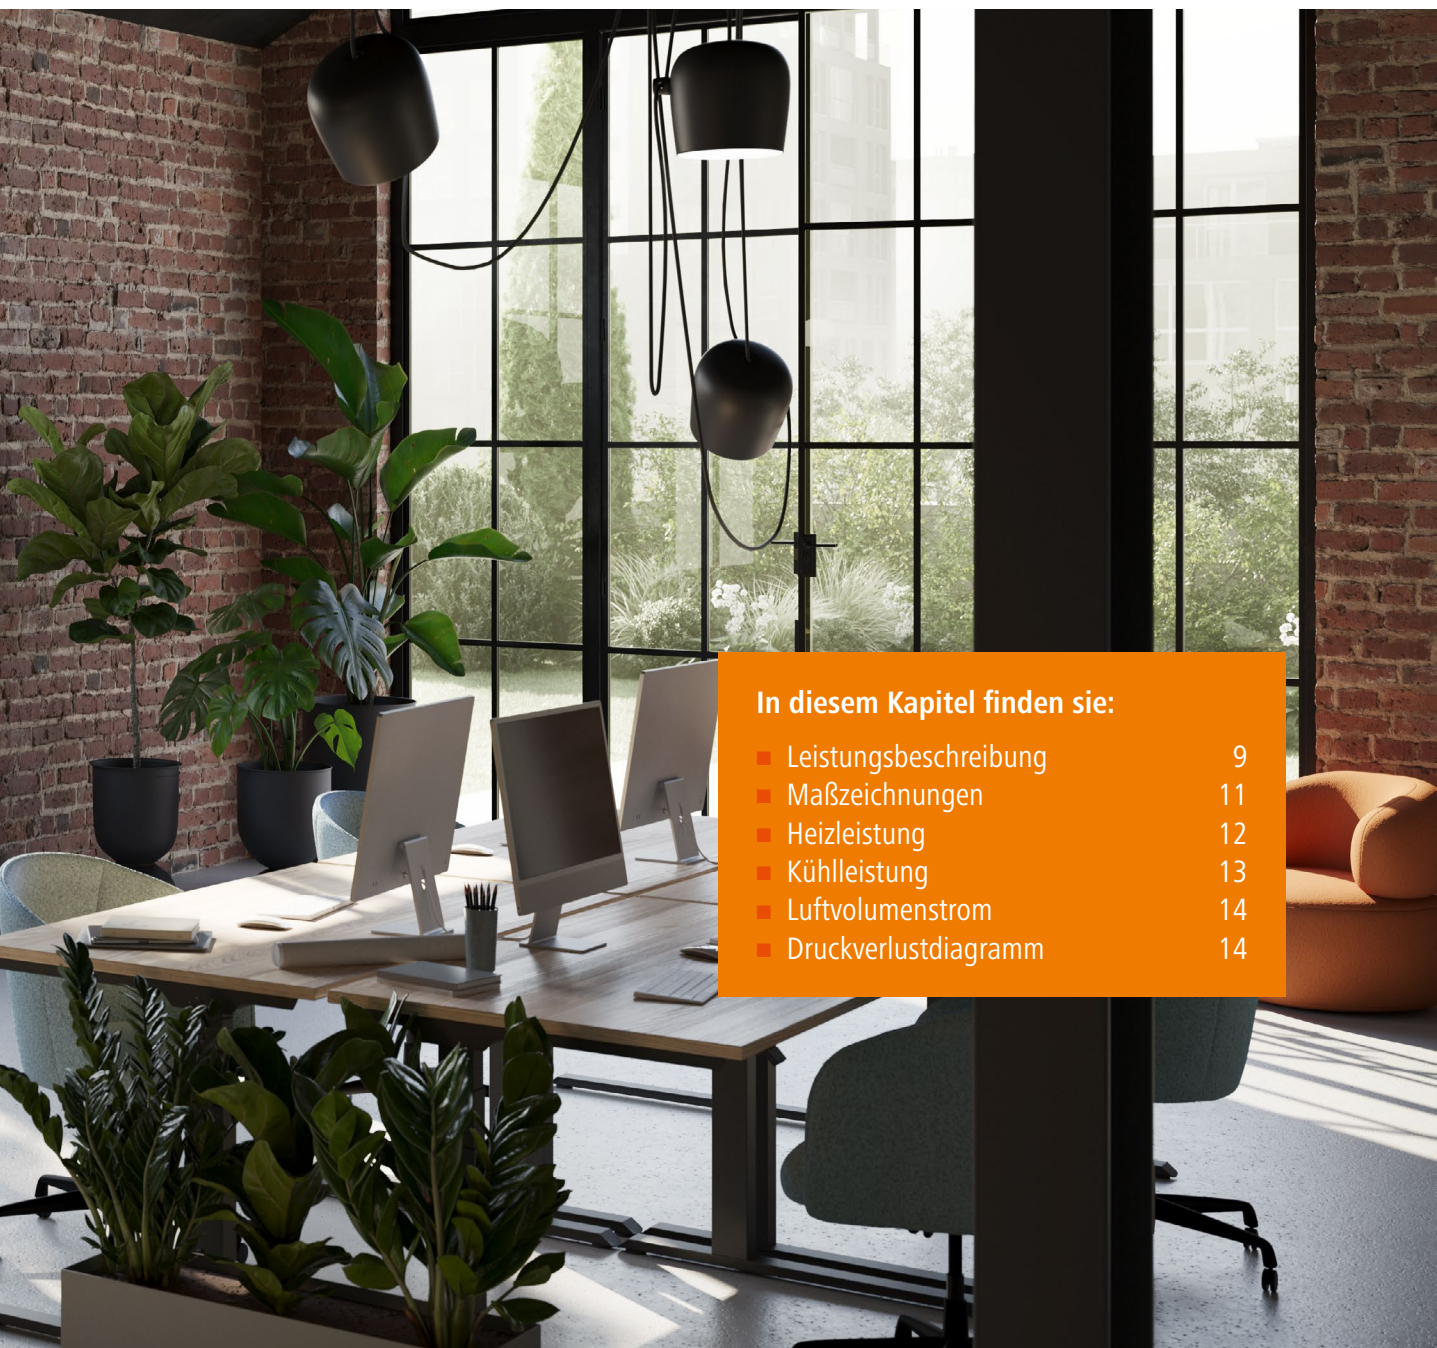 In diesem Kapitel finden sie:
Leistungsbeschreibung 9
Maßzeichnungen 11
Heizleistung 12
Kühlleistung 13
Luftvolumenstrom 14
Druckverlustdiagramm 14